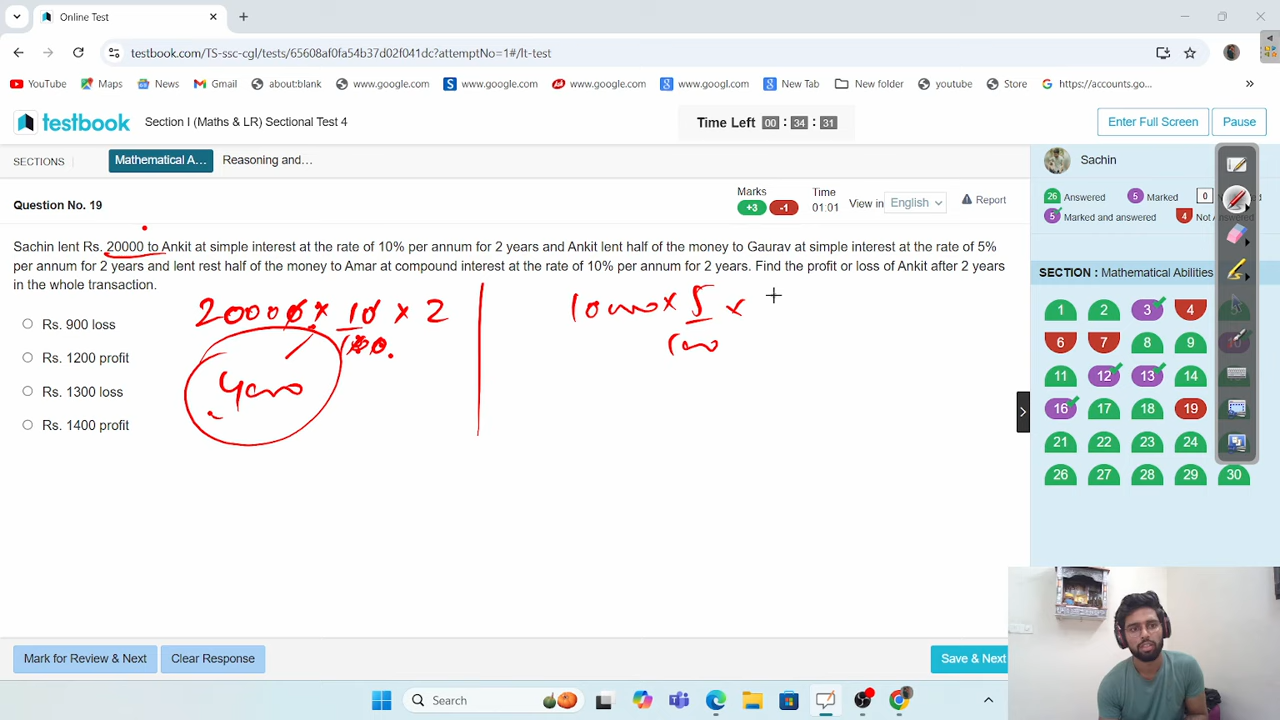 Online Test
testbook.com/TS-ssc-cgl/tests/65608af0fa54b37d02f041dc?attemptNo=1#/lt-test
YouTube Maps News Gmail about:blank www.google.com www.google.com www.google.com www.googl.com New Tab New folder youtube Store https://accounts.go...
testbook Section I (Maths & LR) Sectional Test 4 Time Left 00 : 34 : 31 Enter Full Screen Pause
SECTIONS Mathematical A... Reasoning and... Sachin
Question No. 19 Marks +3 -1 Time 01:01 View in English Report
26 Answered 5 Marked 0
5 Marked and answered 4
Sachin lent Rs. 20000 to Ankit at simple interest at the rate of 10% per annum for 2 years and Ankit lent half of the money to Gaurav at simple interest at the rate of 5%
per annum for 2 years and lent rest half of the money to Amar at compound interest at the rate of 10% per annum for 2 years. Find the profit or loss of Ankit after 2 years
in the whole transaction.
20000 × 10 × 2
100
4000
10000 × 5 ×
100
Rs. 900 loss
Rs. 1200 profit
Rs. 1300 loss
Rs. 1400 profit
SECTION : Mathematical Abilities
1 2 3 4 5
6 7 8 9 10
11 12 13 14
16 17 18 19
21 22 23 24
26 27 28 29 30
Mark for Review & Next Clear Response Save & Next
Search